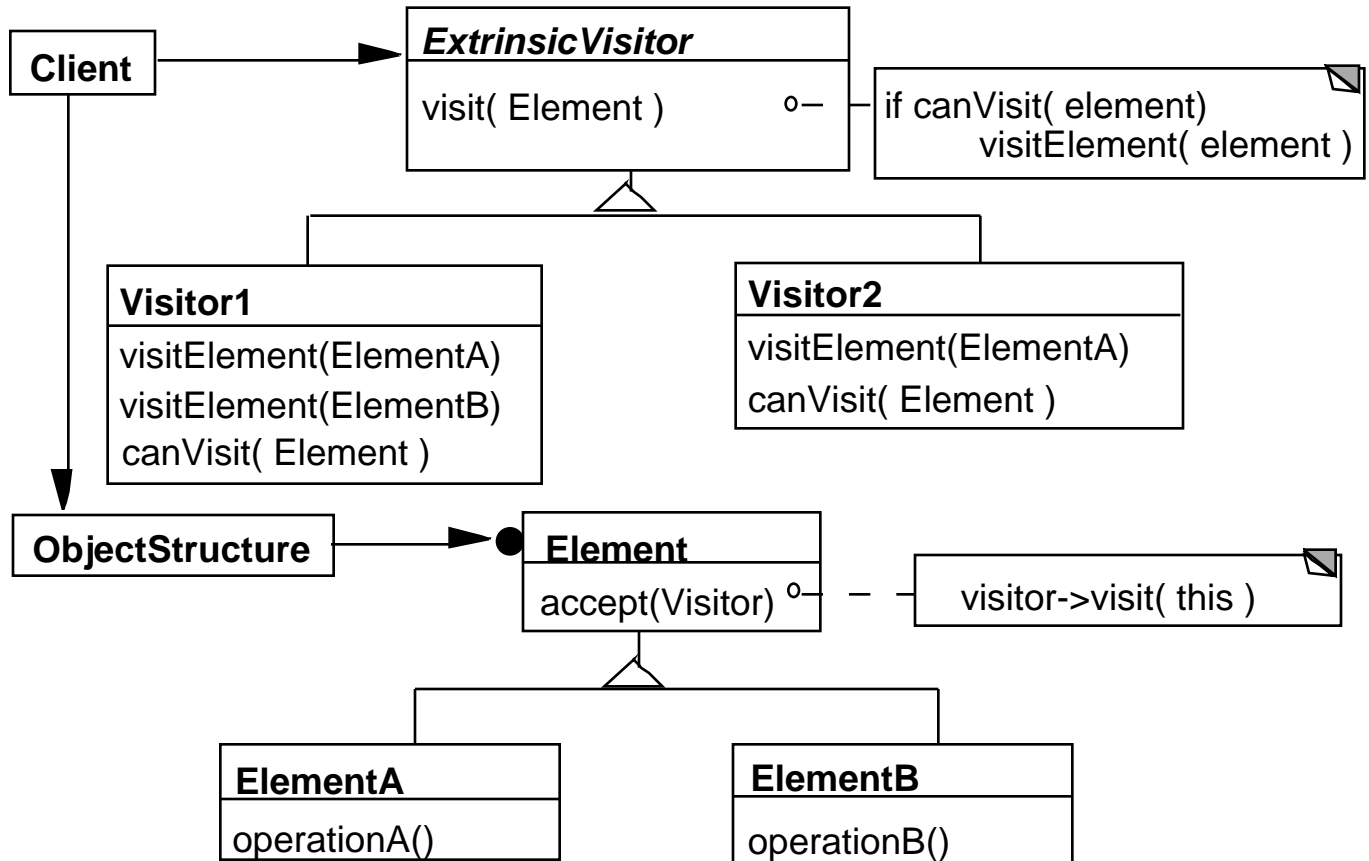 Client
ExtrinsicVisitor
visit( Element )
if canVisit( element)
visitElement( element )
Visitor1
visitElement(ElementA)
visitElement(ElementB)
canVisit( Element )
Visitor2
visitElement(ElementA)
canVisit( Element )
ObjectStructure
Element
accept(Visitor)
visitor->visit( this )
ElementA
operationA()
ElementB
operationB()